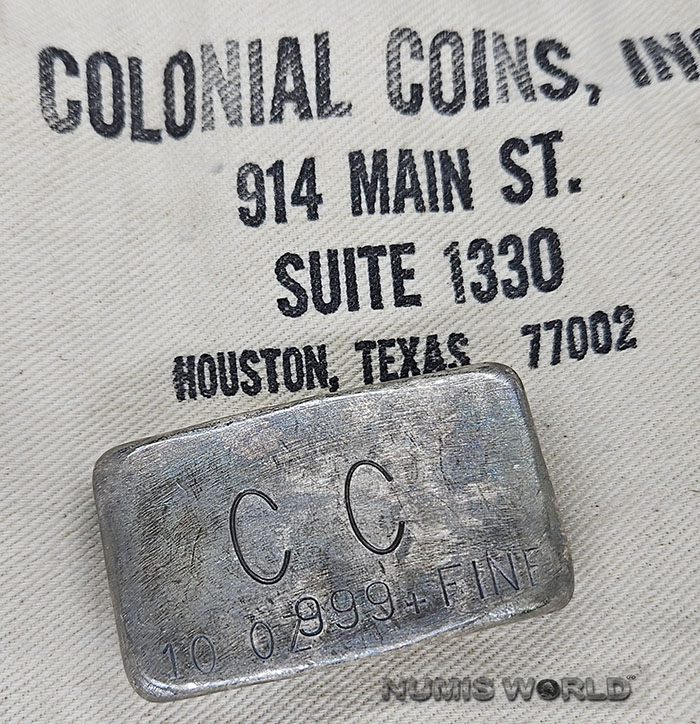 COLONIAL COINS, INC
914 MAIN ST.
SUITE 1330
HOUSTON, TEXAS 77002
C C
10 OZ 999+ FINE
NUMIS WORLD